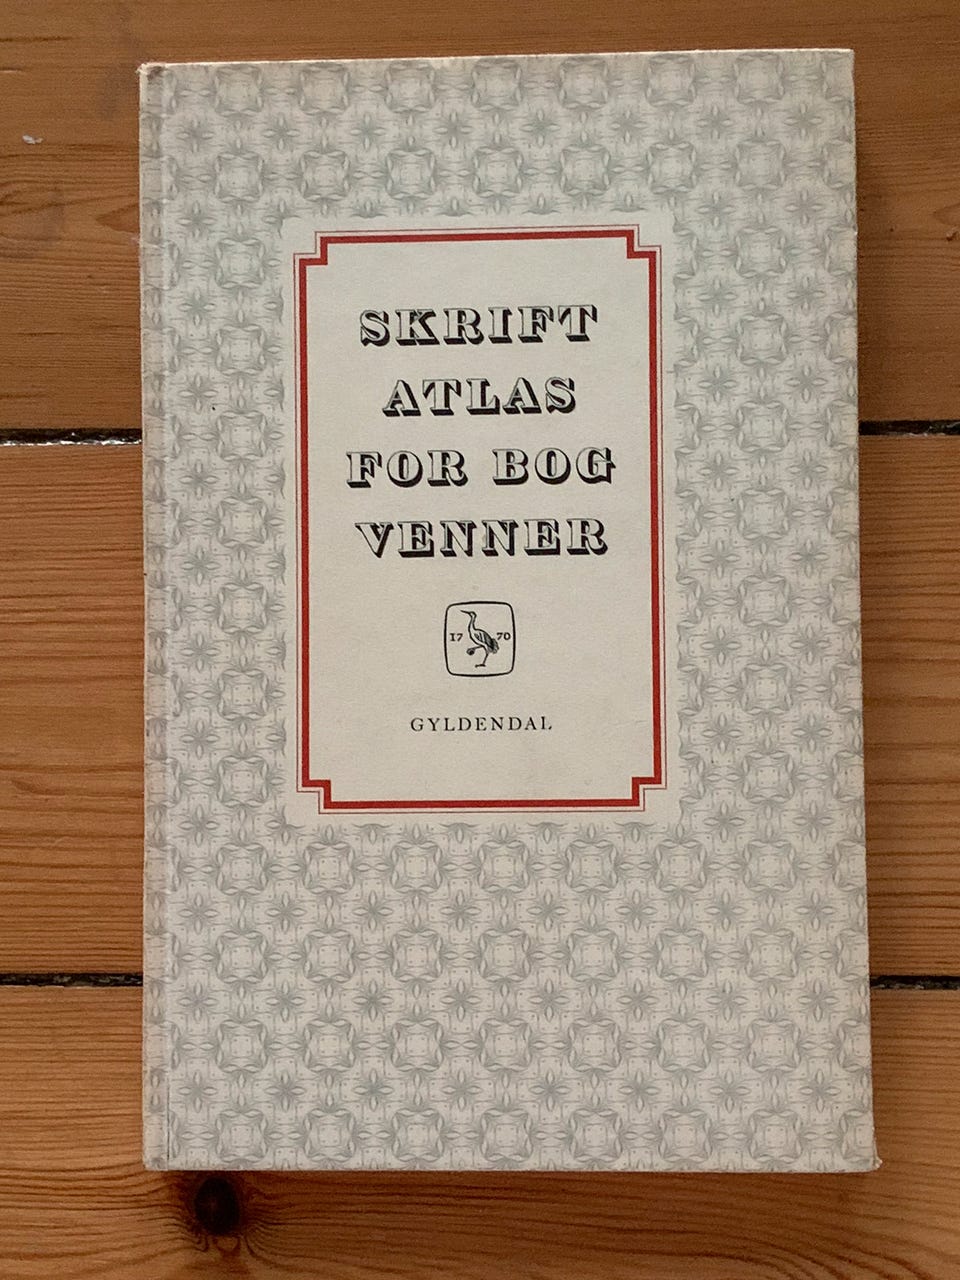 SKRIFT
ATLAS
FOR BOG
VENNER
17 70
GYLDENDAL